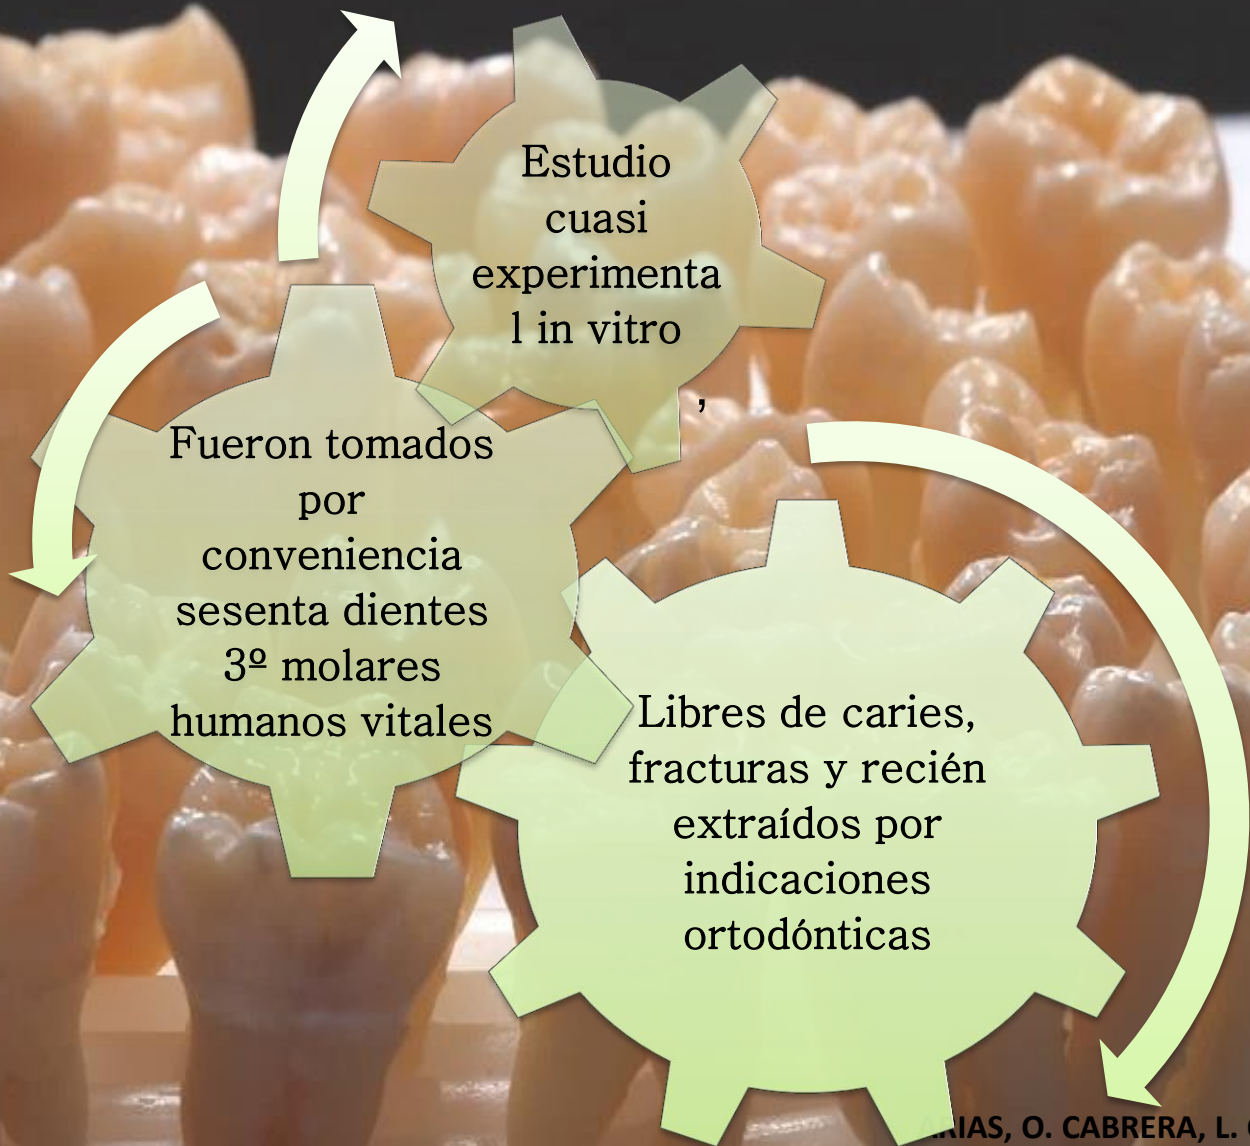 Estudio
cuasi
experimenta
l in vitro
,
Fueron tomados
por
conveniencia
sesenta dientes
3º molares
humanos vitales
Libres de caries,
fracturas y recién
extraídos por
indicaciones
ortodónticas
ARIAS, O. CABRERA, L.